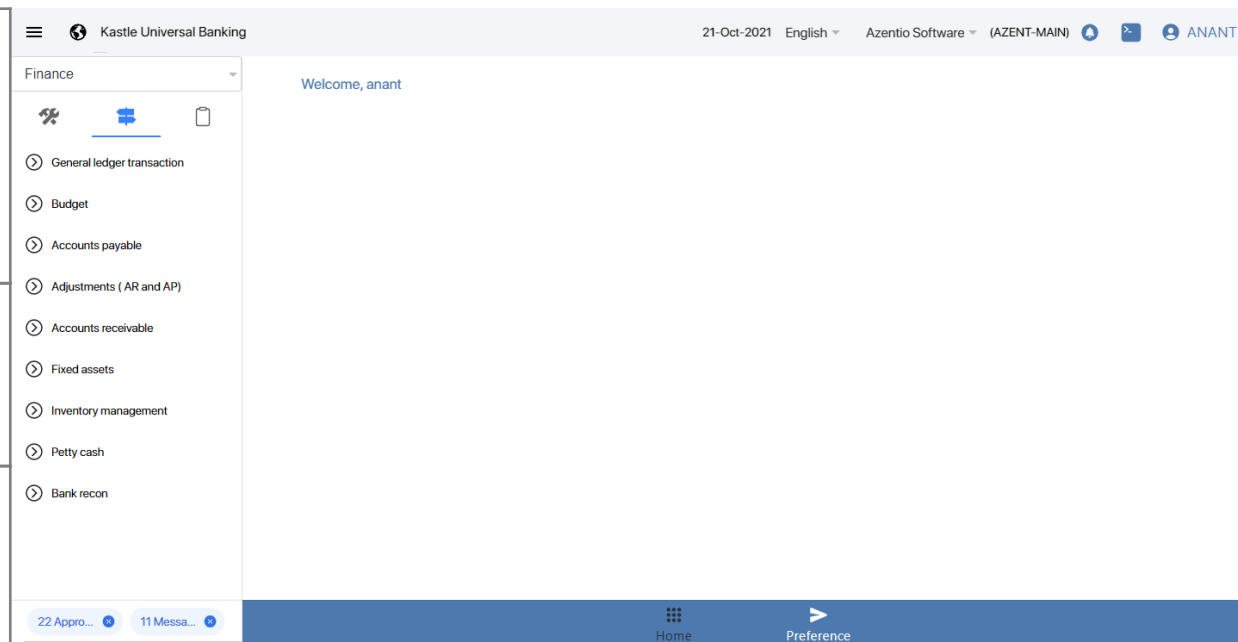 Kastle Universal Banking 21-Oct-2021 English Azentio Software (AZENT-MAIN) ANANT
Finance
Welcome, anant
General ledger transaction
Budget
Accounts payable
Adjustments ( AR and AP)
Accounts receivable
Fixed assets
Inventory management
Petty cash
Bank recon
22 Appro... 11 Messa...
Home Preference